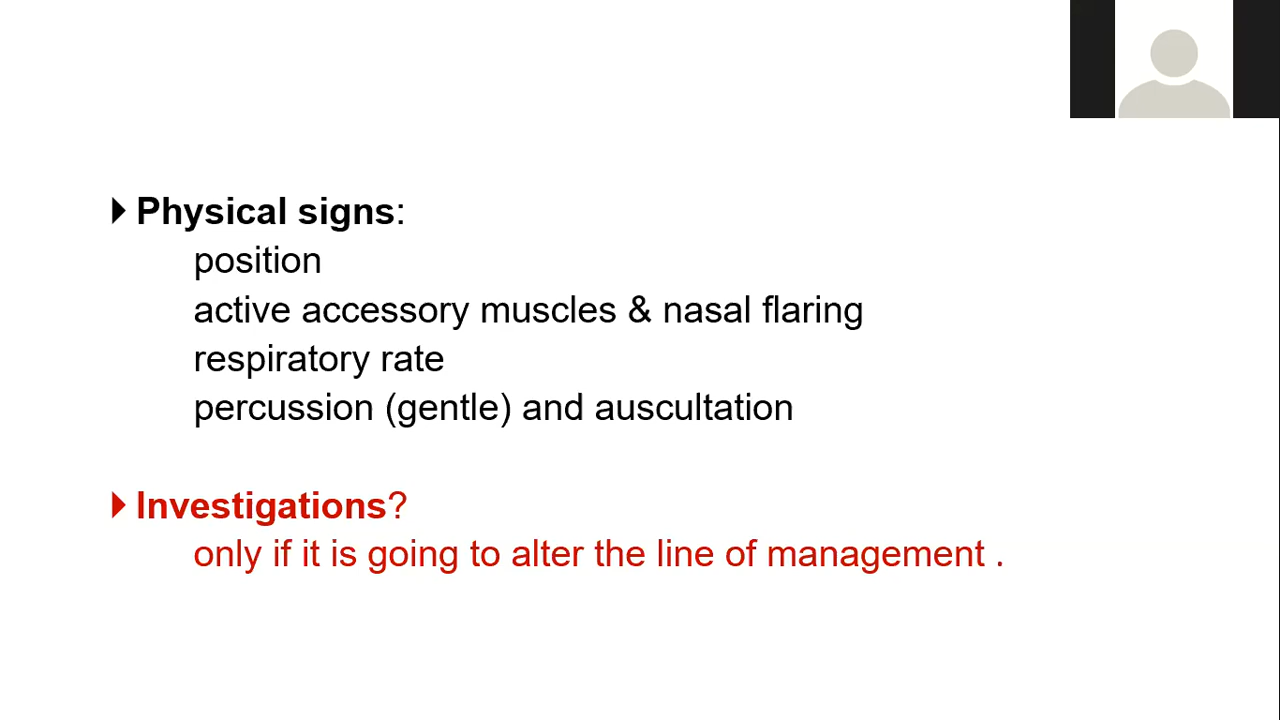 Physical signs:
position
active accessory muscles & nasal flaring
respiratory rate
percussion (gentle) and auscultation
Investigations?
only if it is going to alter the line of management .